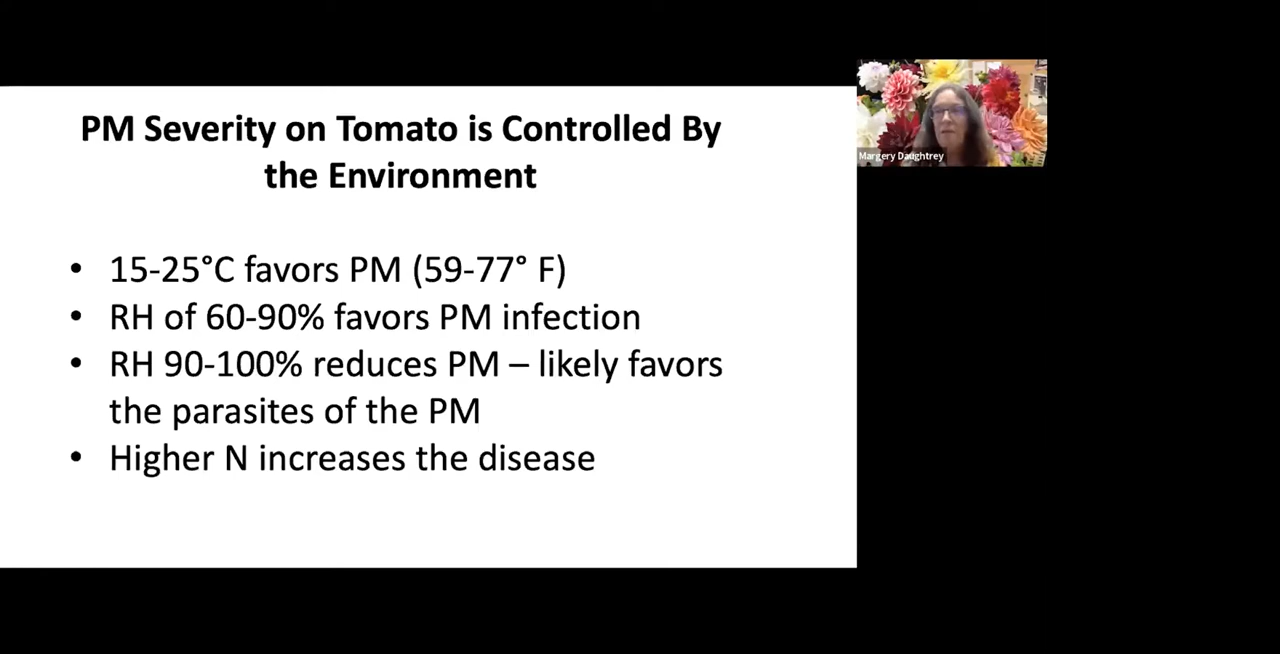 PM Severity on Tomato is Controlled By
the Environment
• 15-25°C favors PM (59-77° F)
• RH of 60-90% favors PM infection
• RH 90-100% reduces PM – likely favors
the parasites of the PM
• Higher N increases the disease
Margery Daughtrey